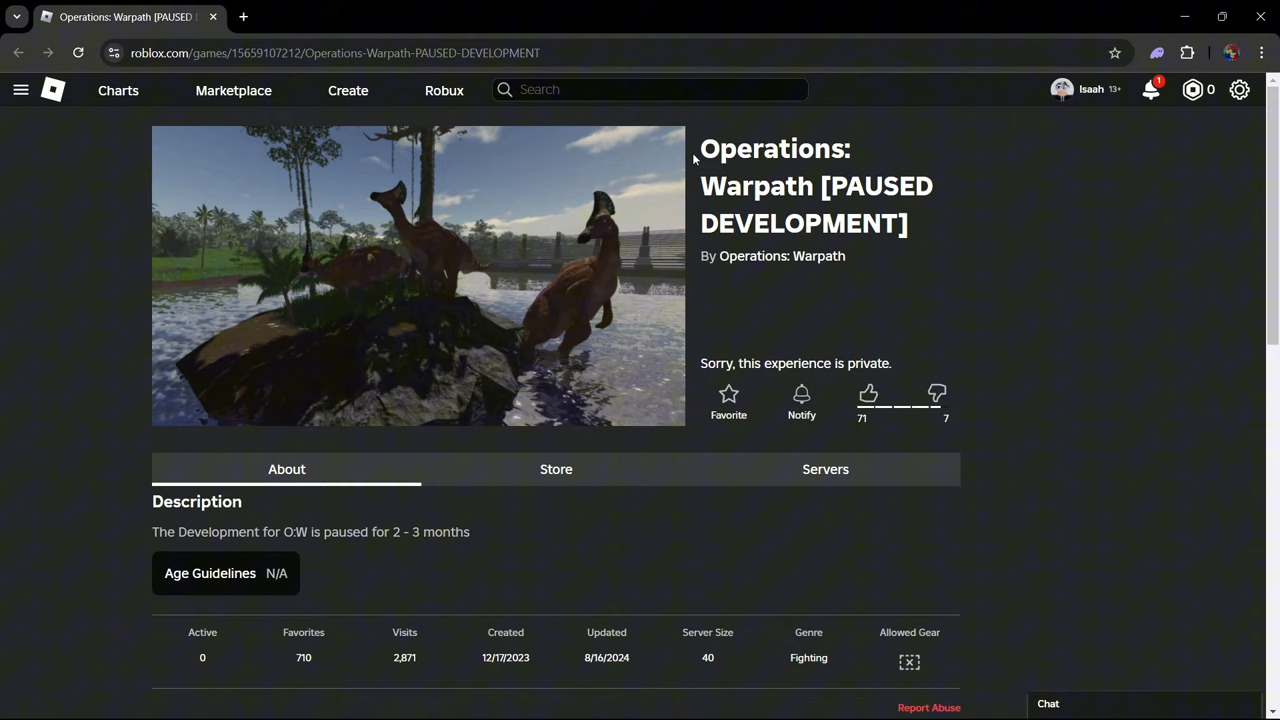 Operations: Warpath [PAUSED
roblox.com/games/15659107212/Operations-Warpath-PAUSED-DEVELOPMENT
Charts
Marketplace
Create
Robux
Search
Isaah 13+
1
0
Operations:
Warpath [PAUSED
DEVELOPMENT]
By Operations: Warpath
Sorry, this experience is private.
Favorite
Notify
71
7
About
Store
Servers
Description
The Development for O:W is paused for 2 - 3 months
Age Guidelines N/A
Active Favorites Visits Created Updated Server Size Genre Allowed Gear
0 710 2,871 12/17/2023 8/16/2024 40 Fighting
Report Abuse
Chat